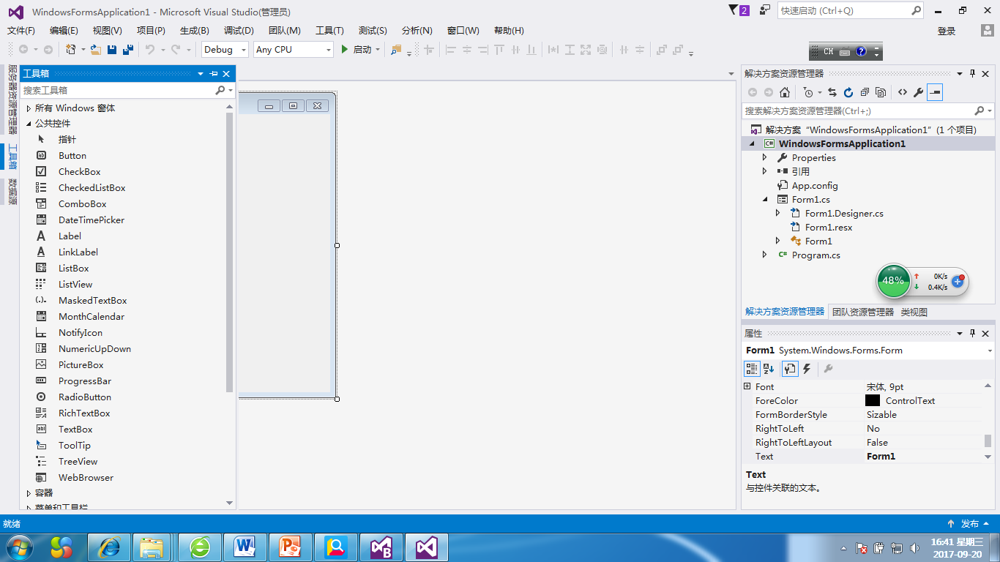 WindowsFormsApplication1 - Microsoft Visual Studio(管理员)
2
快速启动 (Ctrl+Q)
文件(F) 编辑(E) 视图(V) 项目(P) 生成(B) 调试(D) 团队(M) 工具(T) 测试(S) 分析(N) 窗口(W) 帮助(H)
登录
Debug Any CPU 启动
CH
服务器资源管理器
工具箱
数据源
工具箱
搜索工具箱
所有 Windows 窗体
公共控件
指针
Button
CheckBox
CheckedListBox
ComboBox
DateTimePicker
Label
LinkLabel
ListBox
ListView
MaskedTextBox
MonthCalendar
NotifyIcon
NumericUpDown
PictureBox
ProgressBar
RadioButton
RichTextBox
TextBox
ToolTip
TreeView
WebBrowser
容器
菜单和工具栏
解决方案资源管理器
搜索解决方案资源管理器(Ctrl+;)
解决方案 “WindowsFormsApplication1” (1 个项目)
WindowsFormsApplication1
Properties
引用
App.config
Form1.cs
Form1.Designer.cs
Form1.resx
Form1
Program.cs
48%
0K/s
0.4K/s
解决方案资源管理器 团队资源管理器 类视图
属性
Form1 System.Windows.Forms.Form
Font 宋体, 9pt
ForeColor ControlText
FormBorderStyle Sizable
RightToLeft No
RightToLeftLayout False
Text Form1
Text
与控件关联的文本。
就绪
发布
16:41 星期三
2017-09-20